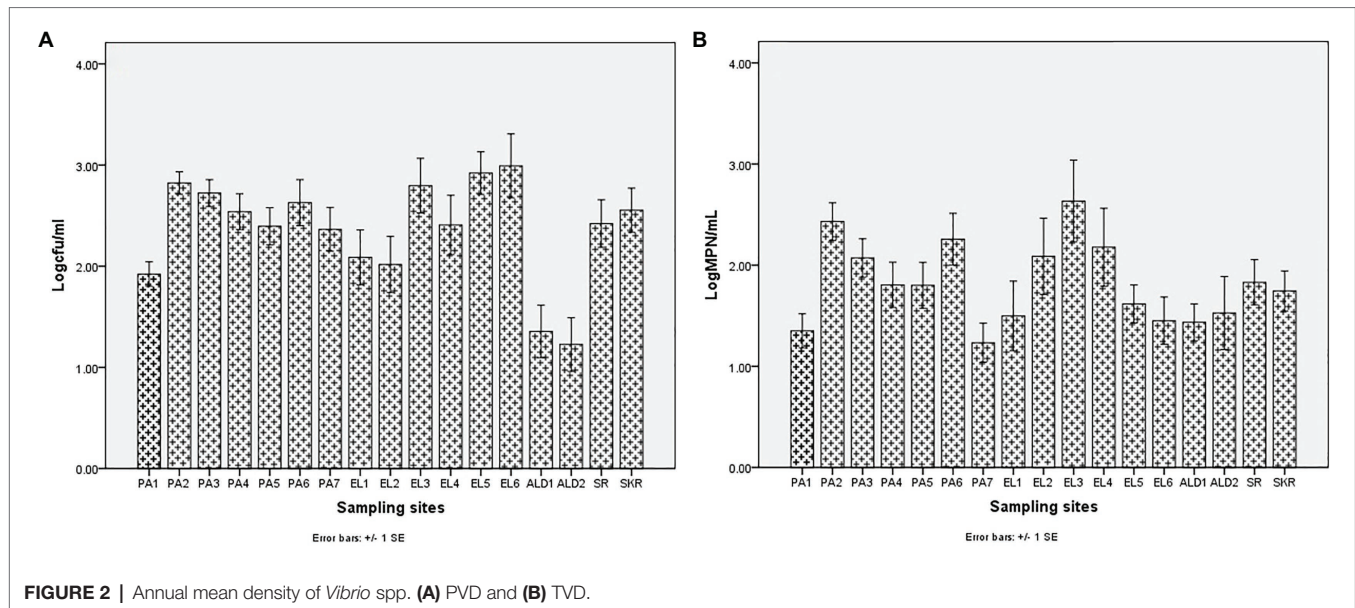 A
4.00
3.00
2.00
1.00
0.00
Logcfu/ml
PA1 PA2 PA3 PA4 PA5 PA6 PA7 EL1 EL2 EL3 EL4 EL5 EL6 ALD1 ALD2 SR SKR
Sampling sites
Error bars: +/- 1 SE
B
4.00
3.00
2.00
1.00
0.00
LogMPN/mL
PA1 PA2 PA3 PA4 PA5 PA6 PA7 EL1 EL2 EL3 EL4 EL5 EL6 ALD1 ALD2 SR SKR
Sampling sites
Error bars: +/- 1 SE
FIGURE 2 | Annual mean density of Vibrio spp. (A) PVD and (B) TVD.